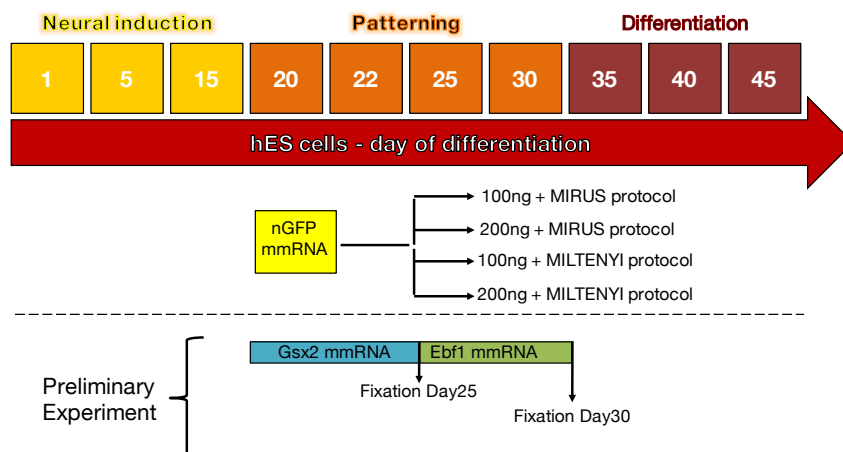 Neural induction Patterning Differentiation
1 5 15 20 22 25 30 35 40 45
hES cells - day of differentiation
100ng + MIRUS protocol
nGFP
mmRNA
200ng + MIRUS protocol
100ng + MILTENYI protocol
200ng + MILTENYI protocol
Gsx2 mmRNA Ebf1 mmRNA
Preliminary
Experiment
Fixation Day25
Fixation Day30